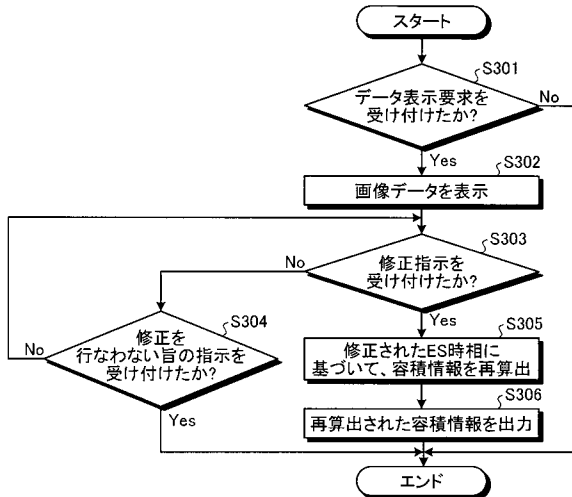 スタート
S301
データ表示要求を
受け付けたか?
No
Yes
S302
画像データを表示
S303
修正指示を
受け付けたか?
No
Yes
S304
修正を
行なわない旨の指示を
受け付けたか?
No
Yes
S305
修正されたES時相に
基づいて、容積情報を再算出
S306
再算出された容積情報を出力
エンド